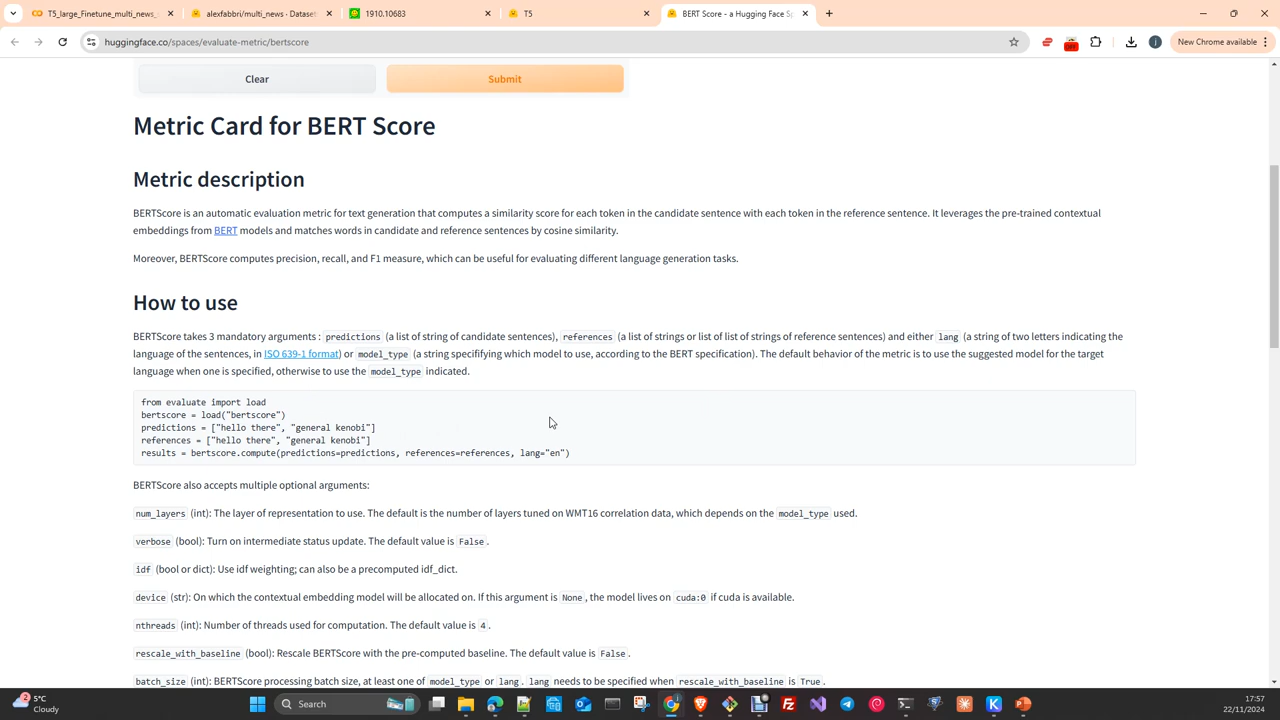 T5_large_Finetune_multi_news_
alexfabbri/multi_news · Dataset
1910.10683
T5
BERT Score - a Hugging Face Sp
huggingface.co/spaces/evaluate-metric/bertscore
OFF
New Chrome available
Clear
Submit
Metric Card for BERT Score
Metric description
BERTScore is an automatic evaluation metric for text generation that computes a similarity score for each token in the candidate sentence with each token in the reference sentence. It leverages the pre-trained contextual
embeddings from BERT models and matches words in candidate and reference sentences by cosine similarity.
Moreover, BERTScore computes precision, recall, and F1 measure, which can be useful for evaluating different language generation tasks.
How to use
BERTScore takes 3 mandatory arguments : predictions (a list of string of candidate sentences), references (a list of strings or list of list of strings of reference sentences) and either lang (a string of two letters indicating the
language of the sentences, in ISO 639-1 format) or model_type (a string specififying which model to use, according to the BERT specification). The default behavior of the metric is to use the suggested model for the target
language when one is specified, otherwise to use the model_type indicated.
from evaluate import load
bertscore = load("bertscore")
predictions = ["hello there", "general kenobi"]
references = ["hello there", "general kenobi"]
results = bertscore.compute(predictions=predictions, references=references, lang="en")
BERTScore also accepts multiple optional arguments:
num_layers (int): The layer of representation to use. The default is the number of layers tuned on WMT16 correlation data, which depends on the model_type used.
verbose (bool): Turn on intermediate status update. The default value is False.
idf (bool or dict): Use idf weighting; can also be a precomputed idf_dict.
device (str): On which the contextual embedding model will be allocated on. If this argument is None, the model lives on cuda:0 if cuda is available.
nthreads (int): Number of threads used for computation. The default value is 4.
rescale_with_baseline (bool): Rescale BERTScore with the pre-computed baseline. The default value is False.
batch_size (int): BERTScore processing batch size, at least one of model_type or lang. lang needs to be specified when rescale_with_baseline is True.
2
5°C
Cloudy
Search
17:57
22/11/2024